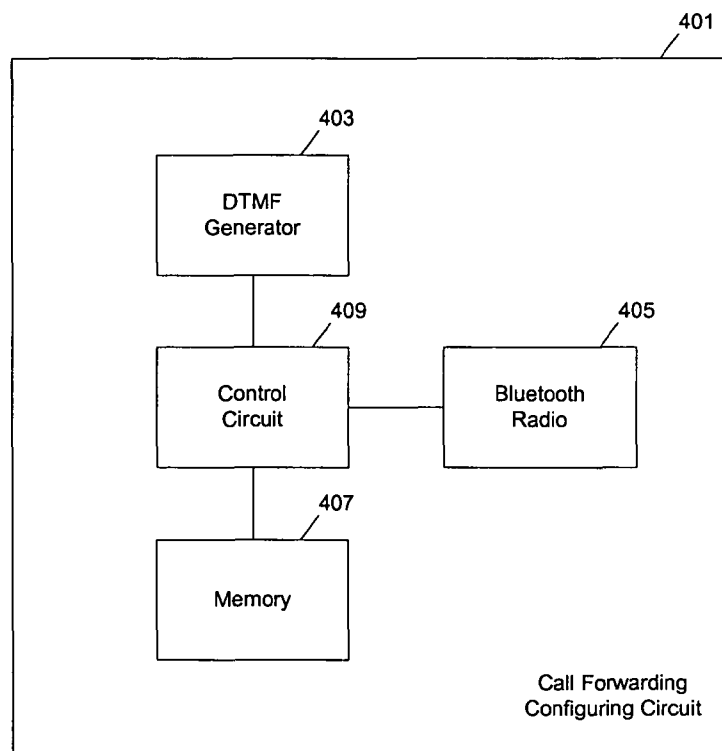 401
403
DTMF
Generator
409
405
Control
Circuit
Bluetooth
Radio
407
Memory
Call Forwarding
Configuring Circuit